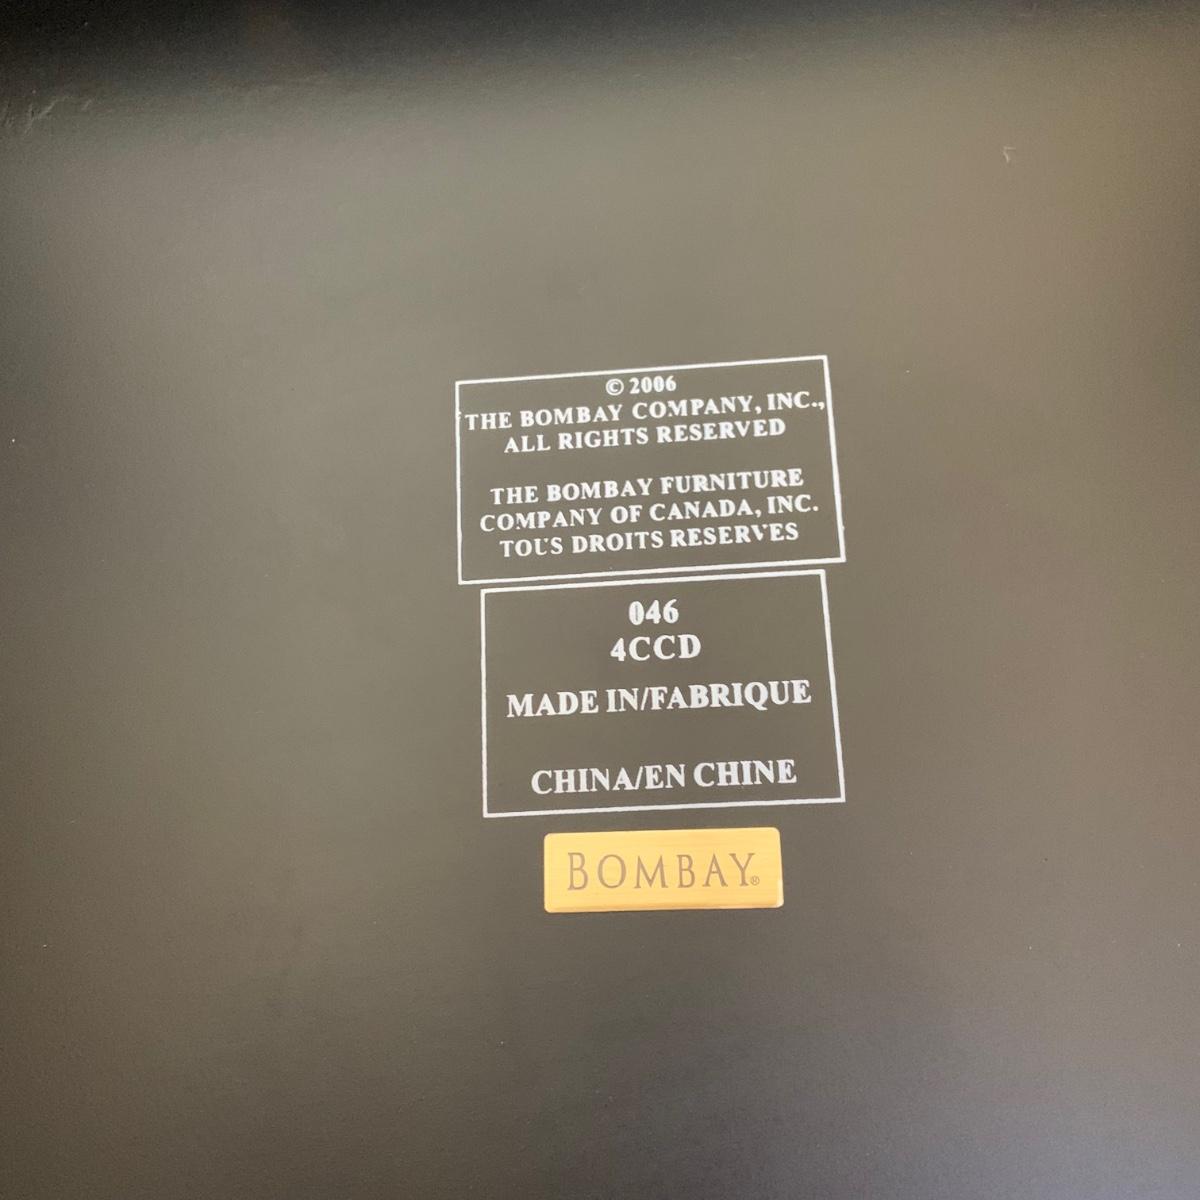 © 2006
THE BOMBAY COMPANY, INC.,
ALL RIGHTS RESERVED
THE BOMBAY FURNITURE
COMPANY OF CANADA, INC.
TOUS DROITS RESERVES
046
4CCD
MADE IN/FABRIQUE
CHINA/EN CHINE
BOMBAY®